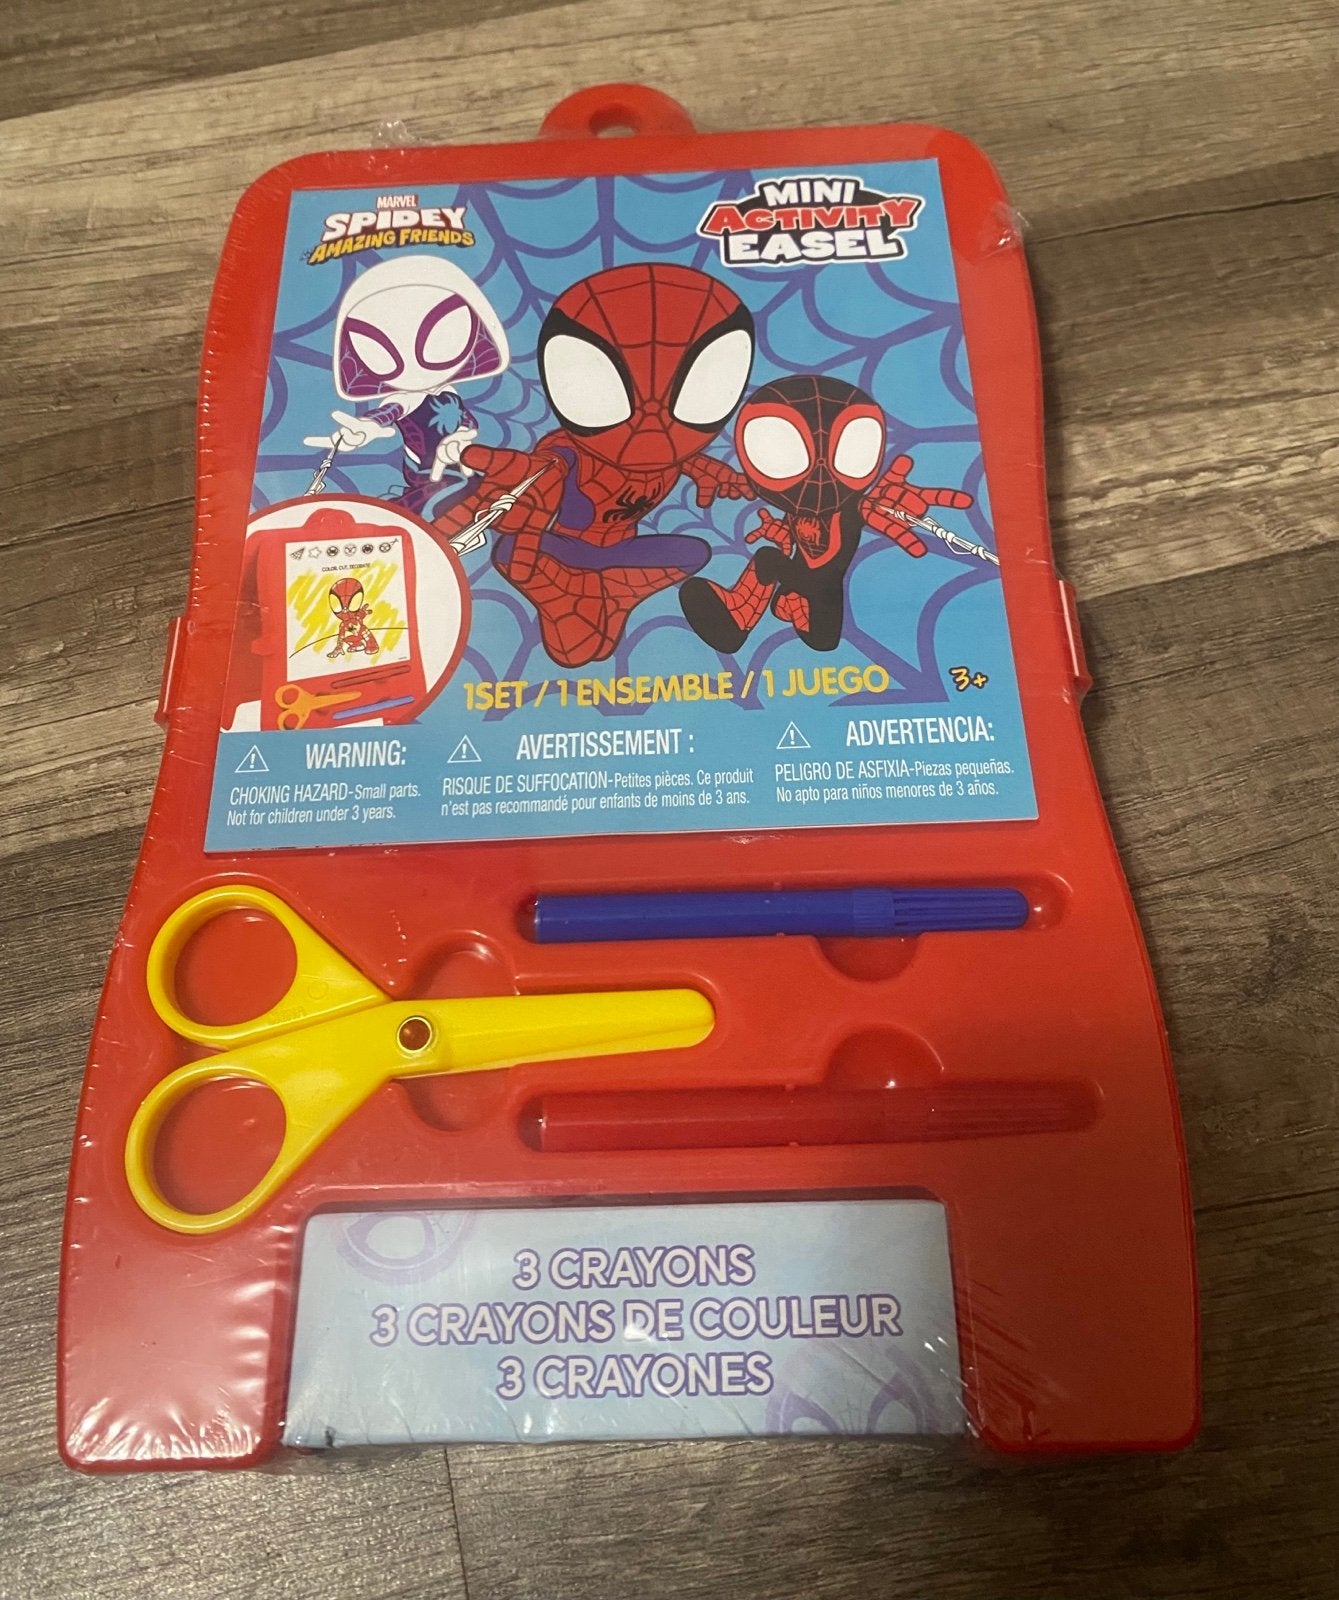 MARVEL
SPIDEY
AMAZING FRIENDS
MINI
ACTIVITY
EASEL
COLOR, CUT, DECORATE
1SET / 1 ENSEMBLE / 1 JUEGO
3+
WARNING:
CHOKING HAZARD-Small parts.
Not for children under 3 years.
AVERTISSEMENT :
RISQUE DE SUFFOCATION-Petites pièces. Ce produit
n'est pas recommandé pour enfants de moins de 3 ans.
ADVERTENCIA:
PELIGRO DE ASFIXIA-Piezas pequeñas.
No apto para niños menores de 3 años.
3 CRAYONS
3 CRAYONS DE COULEUR
3 CRAYONES